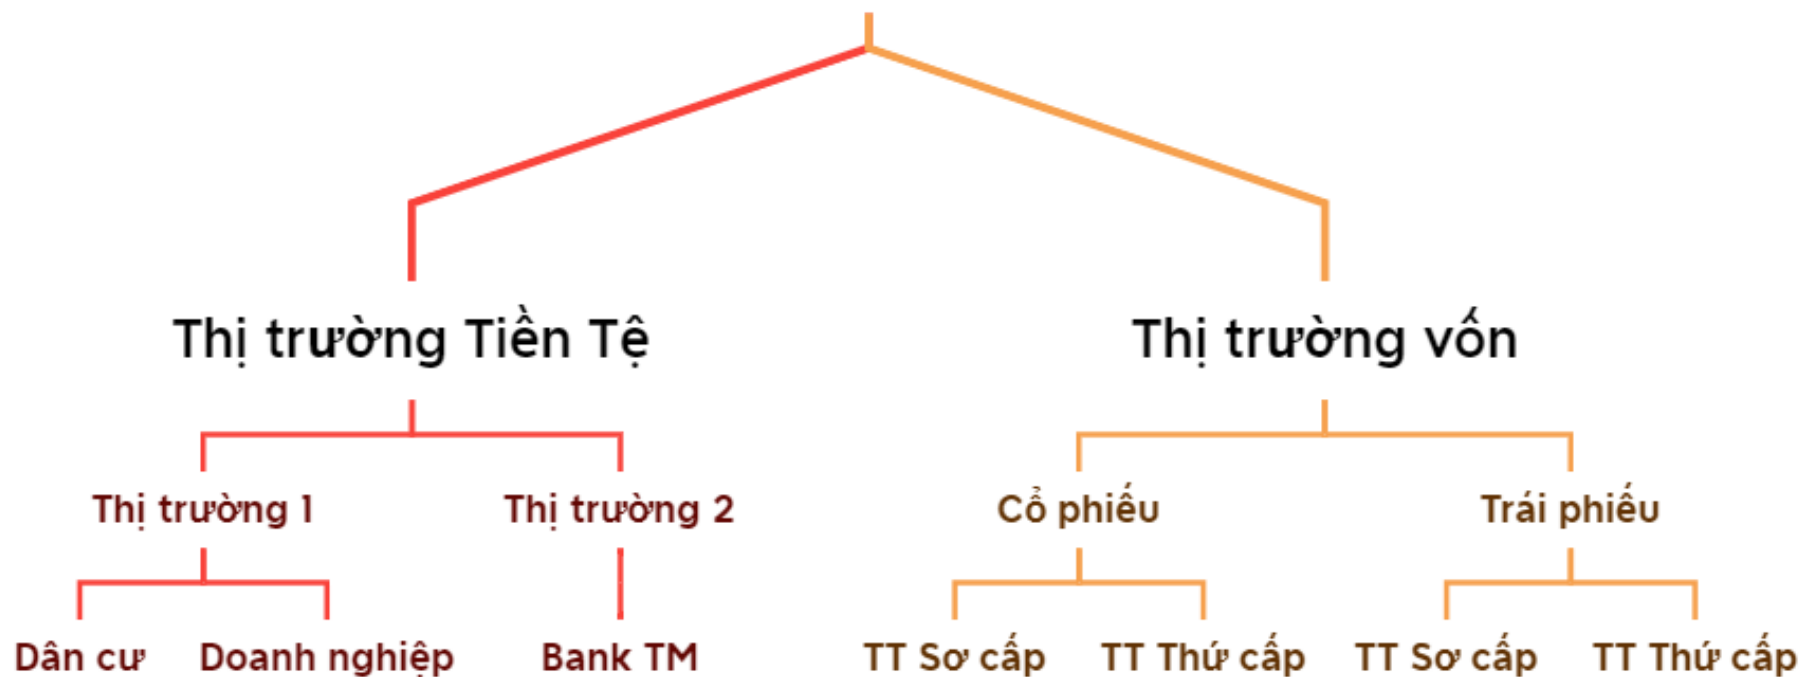 Thị trường Tiền Tệ Thị trường vốn
Thị trường 1 Thị trường 2 Cổ phiếu Trái phiếu
Dân cư Doanh nghiệp Bank TM TT Sơ cấp TT Thứ cấp TT Sơ cấp TT Thứ cấp